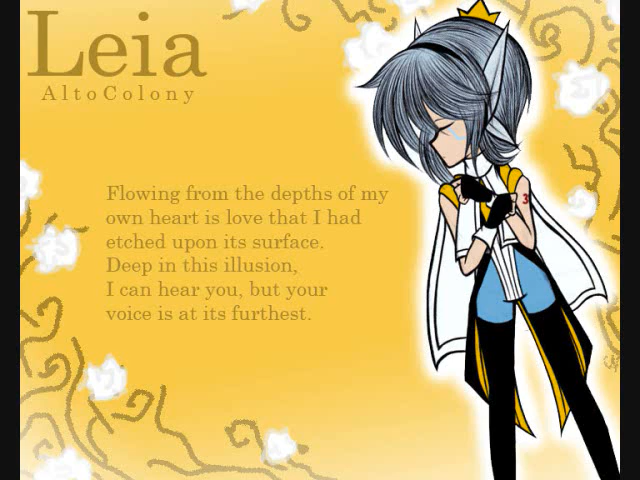 Leia
AltoColony
Flowing from the depths of my
own heart is love that I had
etched upon its surface.
Deep in this illusion,
I can hear you, but your
voice is at its furthest.
3